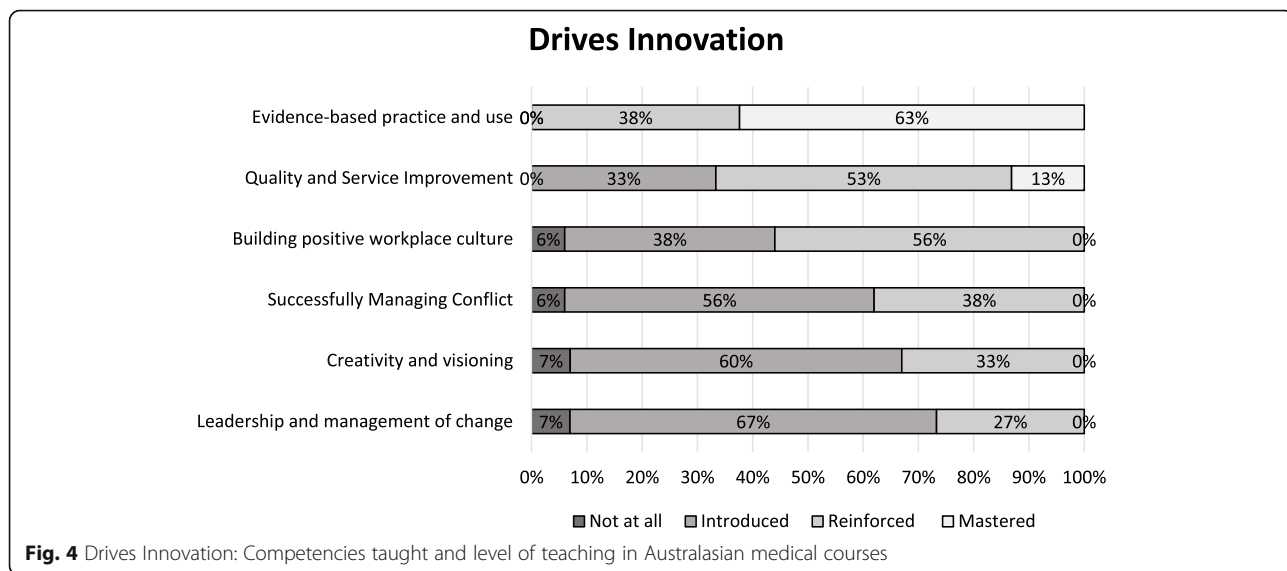 Drives Innovation
Evidence-based practice and use 0% 38% 63%
Quality and Service Improvement 0% 33% 53% 13%
Building positive workplace culture 6% 38% 56% 0%
Successfully Managing Conflict 6% 56% 38% 0%
Creativity and visioning 7% 60% 33% 0%
Leadership and management of change 7% 67% 27% 0%
0% 10% 20% 30% 40% 50% 60% 70% 80% 90% 100%
Not at all Introduced Reinforced Mastered
Fig. 4 Drives Innovation: Competencies taught and level of teaching in Australasian medical courses